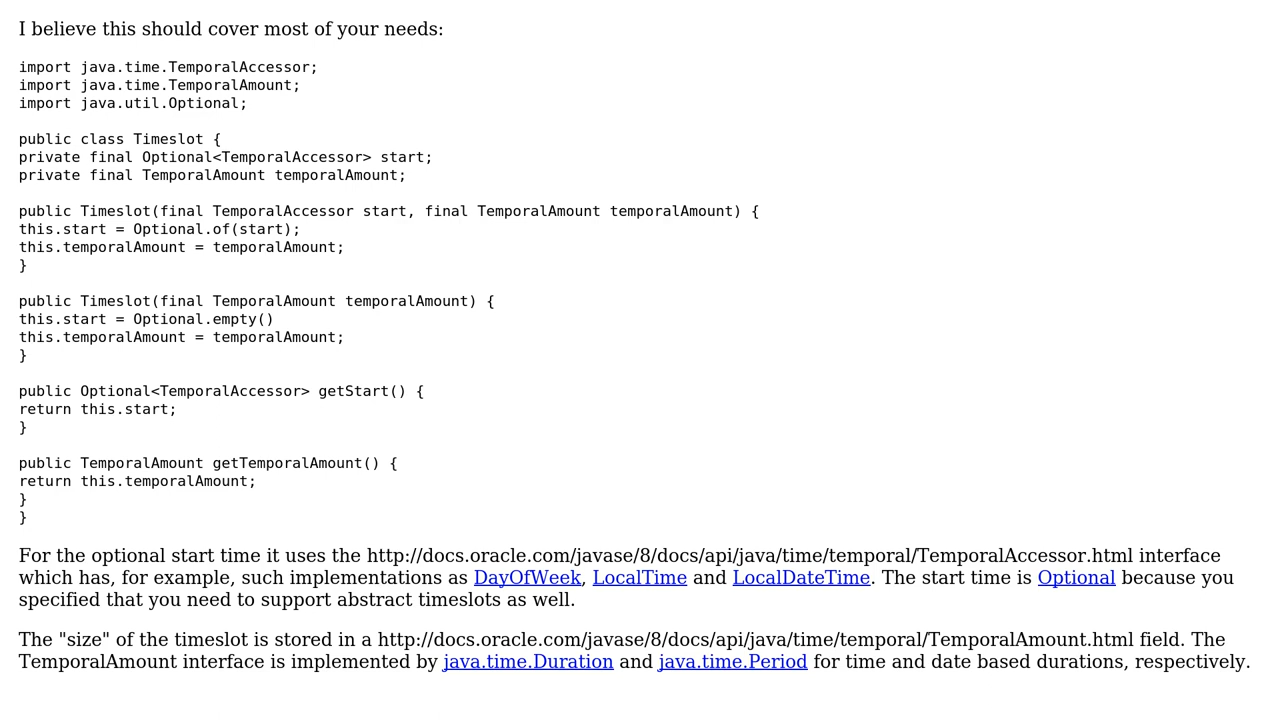 I believe this should cover most of your needs:
import java.time.TemporalAccessor;
import java.time.TemporalAmount;
import java.util.Optional;
public class Timeslot {
private final Optional<TemporalAccessor> start;
private final TemporalAmount temporalAmount;
public Timeslot(final TemporalAccessor start, final TemporalAmount temporalAmount) {
this.start = Optional.of(start);
this.temporalAmount = temporalAmount;
}
public Timeslot(final TemporalAmount temporalAmount) {
this.start = Optional.empty()
this.temporalAmount = temporalAmount;
}
public Optional<TemporalAccessor> getStart() {
return this.start;
}
public TemporalAmount getTemporalAmount() {
return this.temporalAmount;
}
}
For the optional start time it uses the http://docs.oracle.com/javase/8/docs/api/java/time/temporal/TemporalAccessor.html interface
which has, for example, such implementations as DayOfWeek, LocalTime and LocalDateTime. The start time is Optional because you
specified that you need to support abstract timeslots as well.
The "size" of the timeslot is stored in a http://docs.oracle.com/javase/8/docs/api/java/time/temporal/TemporalAmount.html field. The
TemporalAmount interface is implemented by java.time.Duration and java.time.Period for time and date based durations, respectively.